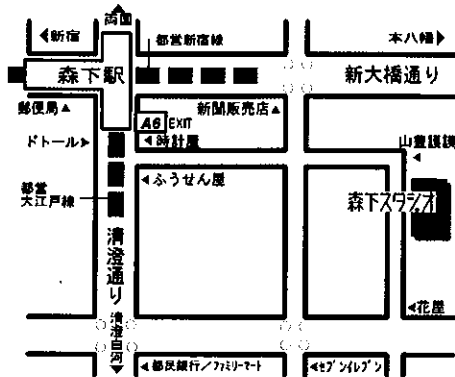 両国
◀新宿
都営新宿線
本八幡▶
森下駅
新大橋通り
郵便局▲
新聞販売店▲
A6 EXIT
ドトール▶
◀時計屋
山豊護謨
◀
◀ふうせん屋
都営
大江戸線
森下スタジオ
清澄通り
◀花屋
清澄白河
▼
◀都民銀行/ファミリーマート
◀セブンイレブン